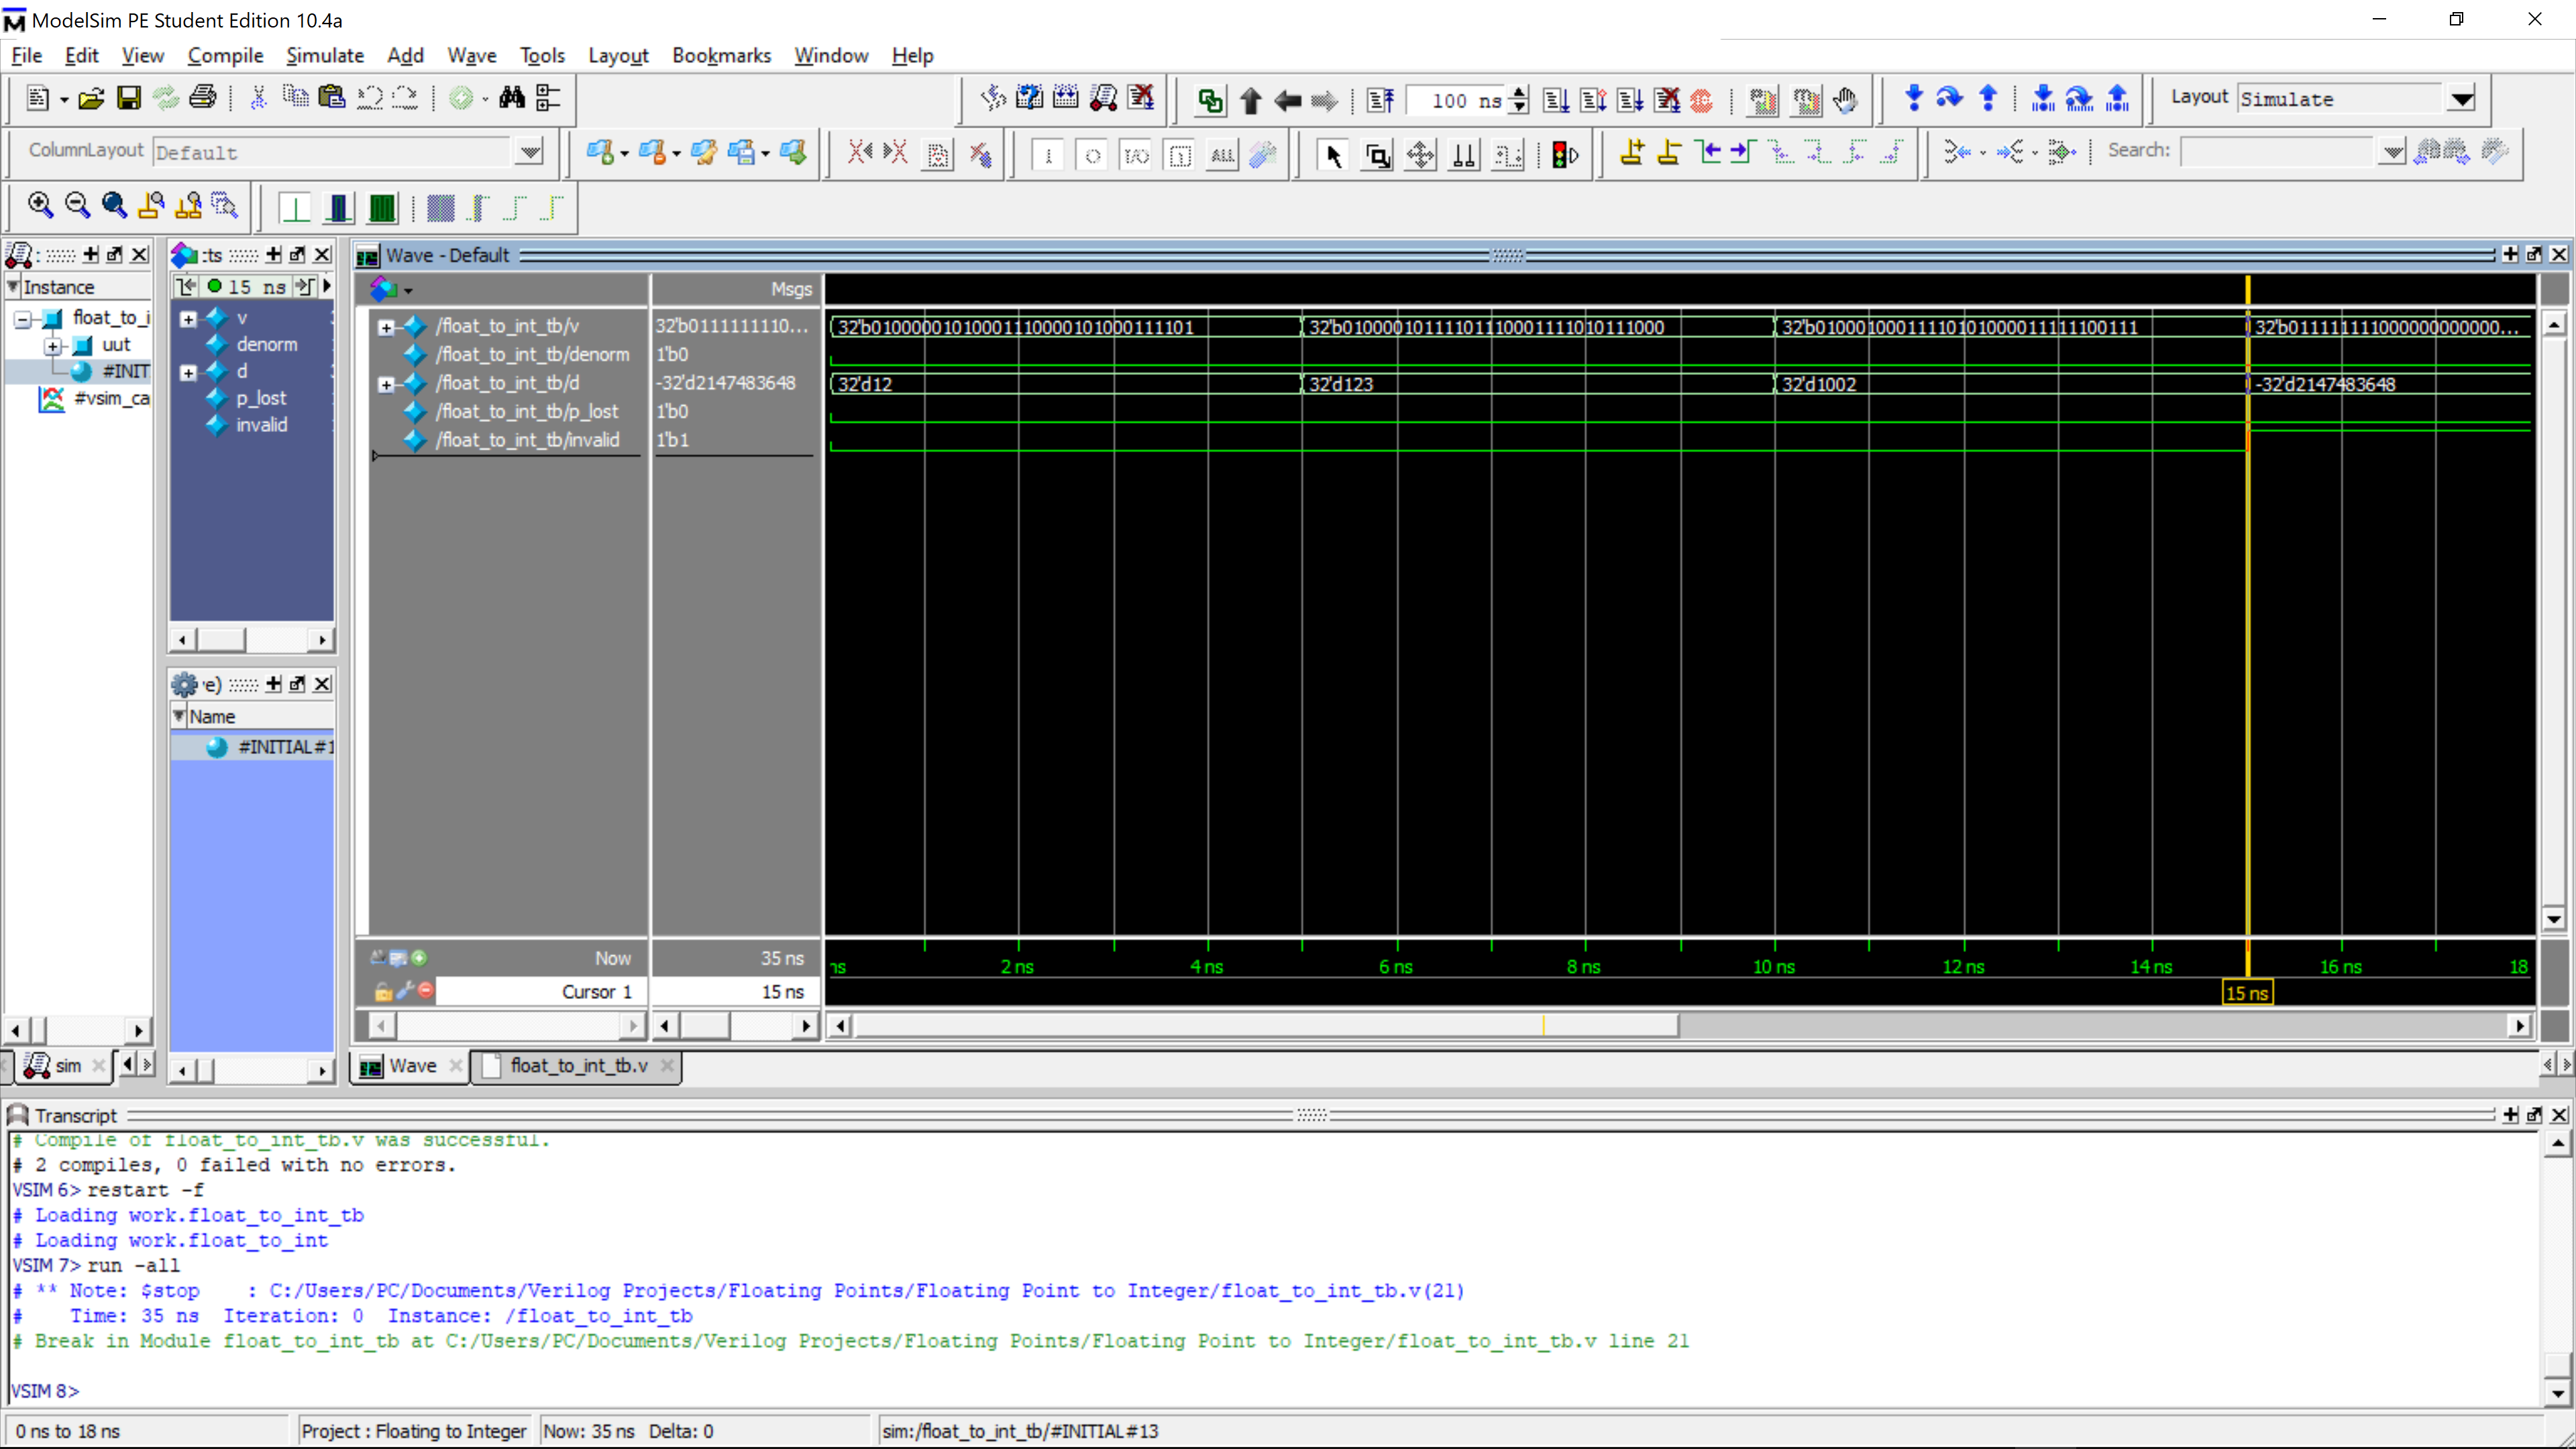 ModelSim PE Student Edition 10.4a
File Edit View Compile Simulate Add Wave Tools Layout Bookmarks Window Help
100 ns
Layout Simulate
ColumnLayout Default
I/O
ALL
Search:
:ts
Wave - Default
Instance
15 ns
Msgs
float_to_i
uut
#INIT
#vsim_ca
v
denorm
d
p_lost
invalid
/float_to_int_tb/v 32'b0111111110... 32'b01000001010001110000101000111101 32'b01000010111101110001111010111000 32'b01000100011110101000011111100111 32'b011111111000000000000...
/float_to_int_tb/denorm 1'b0
/float_to_int_tb/d -32'd2147483648 32'd12 32'd123 32'd1002 -32'd2147483648
/float_to_int_tb/p_lost 1'b0
/float_to_int_tb/invalid 1'b1
'e)
Name
#INITIAL#1
Now 35 ns
ns 2 ns 4 ns 6 ns 8 ns 10 ns 12 ns 14 ns 16 ns 18
Cursor 1 15 ns
15 ns
sim
Wave float_to_int_tb.v
Transcript
# Compile of float_to_int_tb.v was successful.
# 2 compiles, 0 failed with no errors.
VSIM 6> restart -f
# Loading work.float_to_int_tb
# Loading work.float_to_int
VSIM 7> run -all
# ** Note: $stop    : C:/Users/PC/Documents/Verilog Projects/Floating Points/Floating Point to Integer/float_to_int_tb.v(21)
#    Time: 35 ns  Iteration: 0  Instance: /float_to_int_tb
# Break in Module float_to_int_tb at C:/Users/PC/Documents/Verilog Projects/Floating Points/Floating Point to Integer/float_to_int_tb.v line 21
VSIM 8>
0 ns to 18 ns Project : Floating to Integer Now: 35 ns Delta: 0 sim:/float_to_int_tb/#INITIAL#13